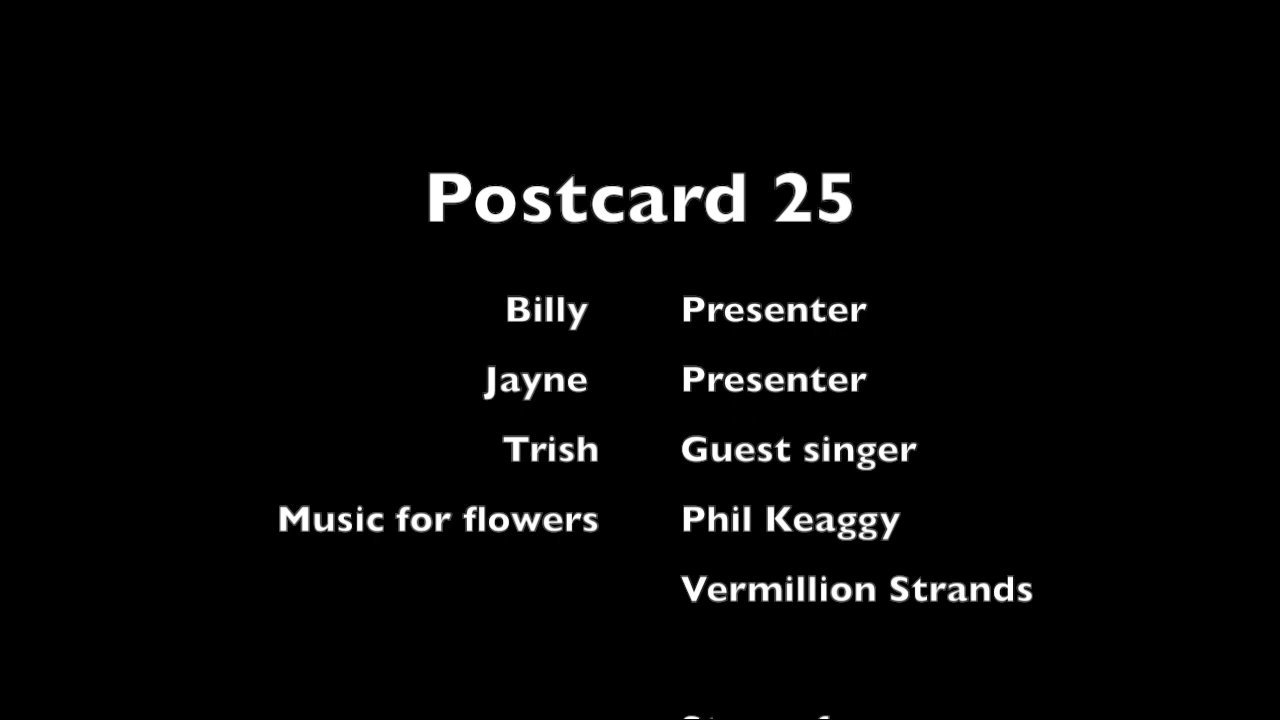 Postcard 25
Billy Presenter
Jayne Presenter
Trish Guest singer
Music for flowers Phil Keaggy
Vermillion Strands